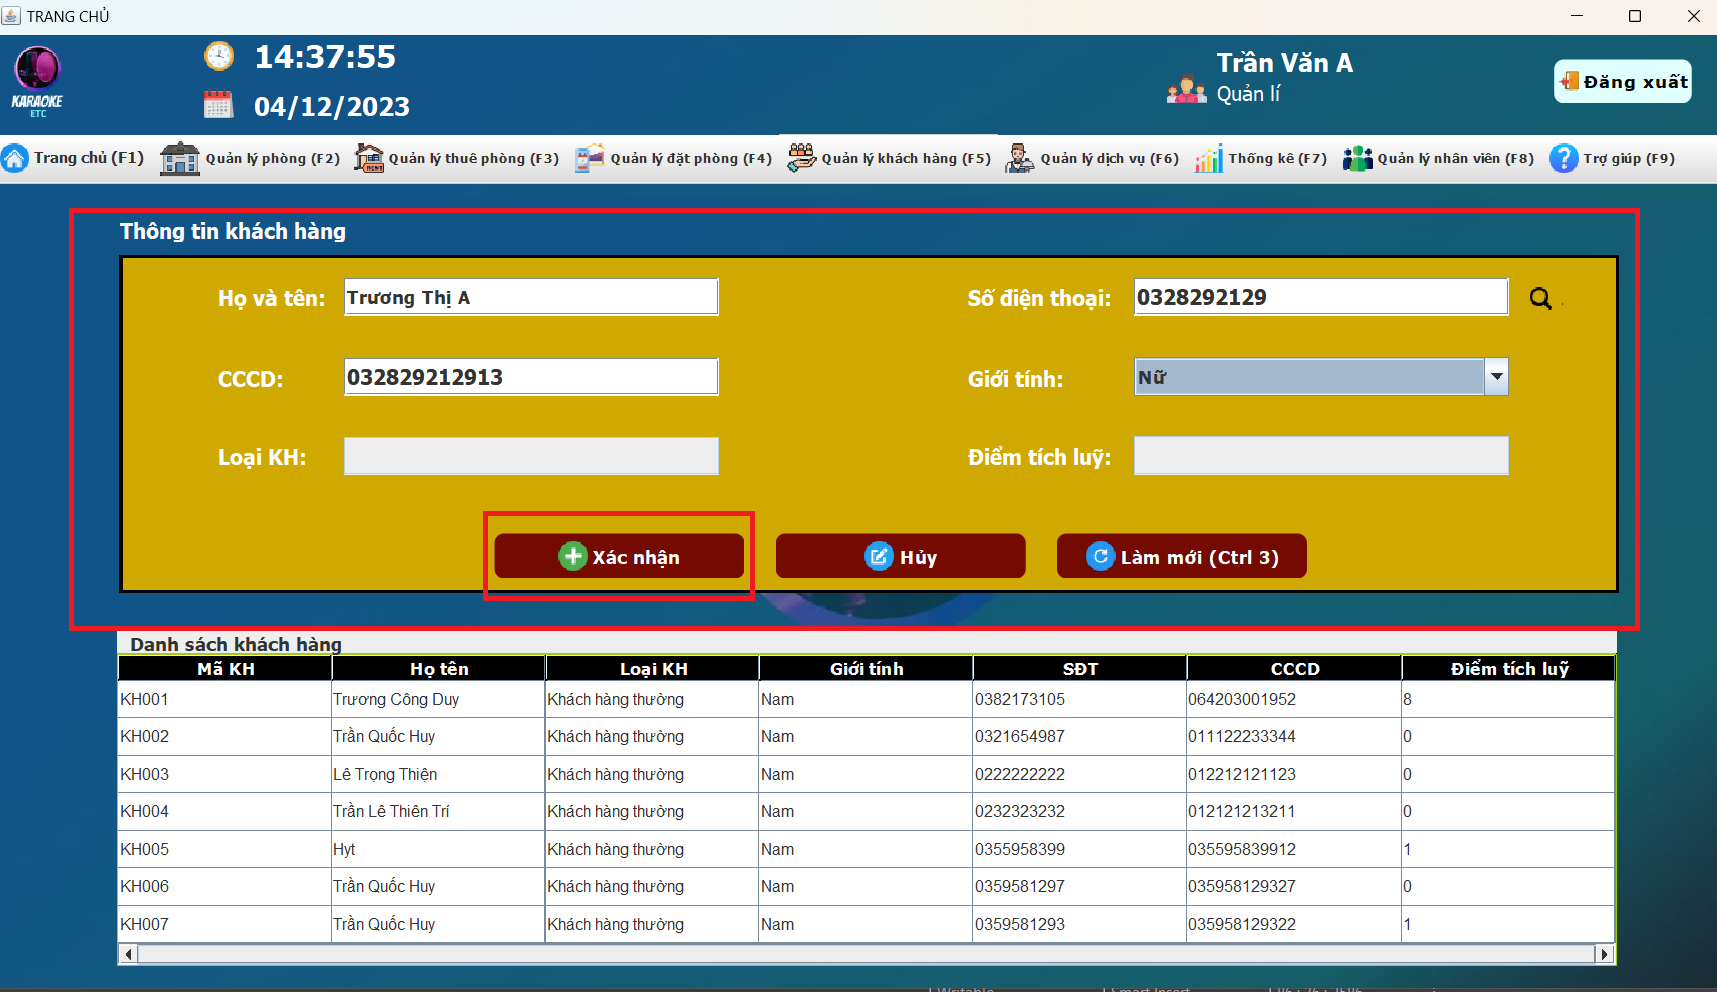 TRANG CHỦ
KARAOKE
ETC
14:37:55
04/12/2023
Trần Văn A
Quản lí
Đăng xuất
Trang chủ (F1) Quản lý phòng (F2) Quản lý thuê phòng (F3) Quản lý đặt phòng (F4) Quản lý khách hàng (F5) Quản lý dịch vụ (F6) Thống kê (F7) Quản lý nhân viên (F8) Trợ giúp (F9)
Thông tin khách hàng
Họ và tên: Trương Thị A Số điện thoại: 0328292129
CCCD: 032829212913 Giới tính: Nữ
Loại KH: Điểm tích luỹ:
Xác nhận Hủy Làm mới (Ctrl 3)
Danh sách khách hàng
Mã KH Họ tên Loại KH Giới tính SĐT CCCD Điểm tích luỹ
KH001 Trương Công Duy Khách hàng thường Nam 0382173105 064203001952 8
KH002 Trần Quốc Huy Khách hàng thường Nam 0321654987 011122233344 0
KH003 Lê Trọng Thiện Khách hàng thường Nam 0222222222 012212121123 0
KH004 Trần Lê Thiên Trí Khách hàng thường Nam 0232323232 012121213211 0
KH005 Hyt Khách hàng thường Nam 0355958399 035595839912 1
KH006 Trần Quốc Huy Khách hàng thường Nam 0359581297 035958129327 0
KH007 Trần Quốc Huy Khách hàng thường Nam 0359581293 035958129322 1